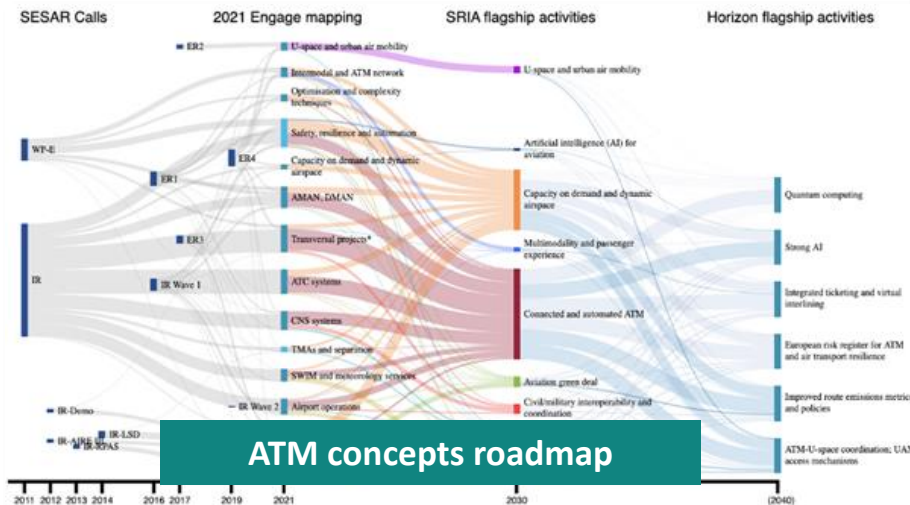 SESAR Calls
2021 Engage mapping
SRIA flagship activities
Horizon flagship activities
ER2
WP-E
ER4
ER1
ER3
IR
IR Wave 1
IR Wave 2
IR-Demo
IR-LSD
U-space and urban air mobility
Intermodal and ATM network
Optimisation and complexity
techniques
Safety, resilience and automation
Capacity on demand and dynamic
airspace
AMAN, DMAN
Transversal projects*
ATC systems
CNS systems
TMAs and separation
SWIM and meteorology services
Airport operations
U-space and urban air mobility
Artificial intelligence (AI) for
aviation
Capacity on demand and dynamic
airspace
Multimodality and passenger
experience
Connected and automated ATM
Aviation green deal
Civil/military interoperability and
coordination
Quantum computing
Strong AI
Integrated ticketing and virtual
interlining
European risk register for ATM
and air transport resilience
Improved route emissions metrics
and policies
ATM-U-space coordination; UAM
access mechanisms
ATM concepts roadmap
2011 2012 2013 2014 2016 2017 2019 2021 2030 (2040)